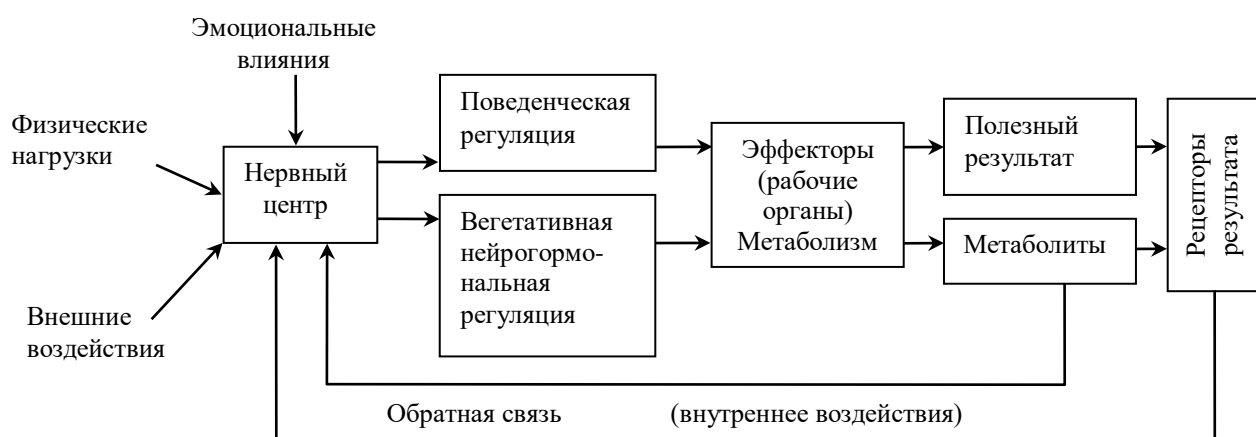 Эмоциональные
влияния
Физические
нагрузки
Внешние
воздействия
Нервный
центр
Поведенческая
регуляция
Вегетативная
нейрогормо-
нальная
регуляция
Эффекторы
(рабочие
органы)
Метаболизм
Полезный
результат
Метаболиты
Рецепторы
результата
Обратная связь (внутреннее воздействия)